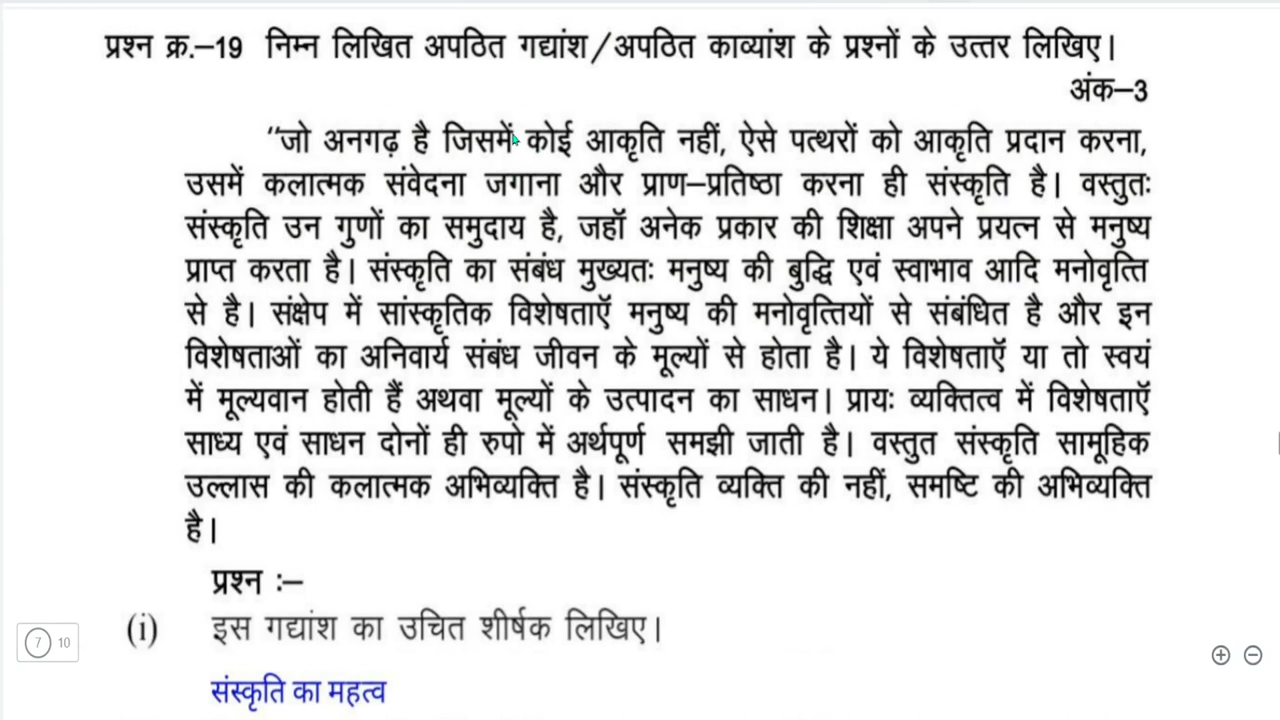 प्रश्न क्र.–19 निम्न लिखित अपठित गद्यांश/अपठित काव्यांश के प्रश्नों के उत्तर लिखिए।
अंक–3
“जो अनगढ़ है जिसमें कोई आकृति नहीं, ऐसे पत्थरों को आकृति प्रदान करना,
उसमें कलात्मक संवेदना जगाना और प्राण–प्रतिष्ठा करना ही संस्कृति है। वस्तुतः
संस्कृति उन गुणों का समुदाय है, जहॉ अनेक प्रकार की शिक्षा अपने प्रयत्न से मनुष्य
प्राप्त करता है। संस्कृति का संबंध मुख्यतः मनुष्य की बुद्धि एवं स्वाभाव आदि मनोवृत्ति
से है। संक्षेप में सांस्कृतिक विशेषताऍ मनुष्य की मनोवृत्तियों से संबंधित है और इन
विशेषताओं का अनिवार्य संबंध जीवन के मूल्यों से होता है। ये विशेषताऍ या तो स्वयं
में मूल्यवान होती हैं अथवा मूल्यों के उत्पादन का साधन। प्रायः व्यक्तित्व में विशेषताऍ
साध्य एवं साधन दोनों ही रुपो में अर्थपूर्ण समझी जाती है। वस्तुत संस्कृति सामूहिक
उल्लास की कलात्मक अभिव्यक्ति है। संस्कृति व्यक्ति की नहीं, समष्टि की अभिव्यक्ति
है।
प्रश्न :–
(i) इस गद्यांश का उचित शीर्षक लिखिए।
7 10
संस्कृति का महत्व